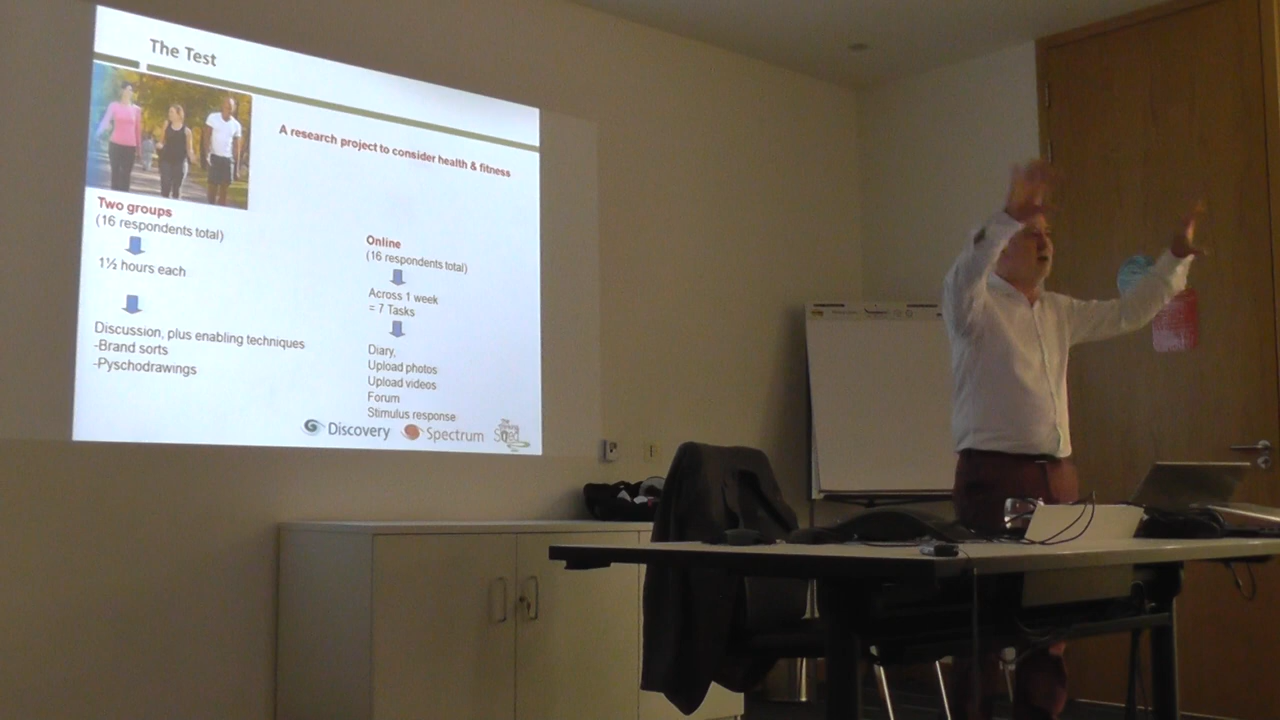 The Test
A research project to consider health & fitness
Two groups
(16 respondents total)
1½ hours each
Discussion, plus enabling techniques
-Brand sorts
-Pyschodrawings
Online
(16 respondents total)
Across 1 week
= 7 Tasks
Diary,
Upload photos
Upload videos
Forum
Stimulus response
Discovery
Spectrum